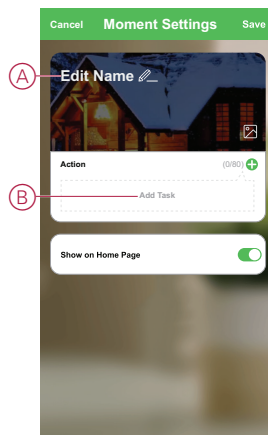 Cancel Moment Settings Save
A Edit Name
Action (0/80)
B Add Task
Show on Home Page